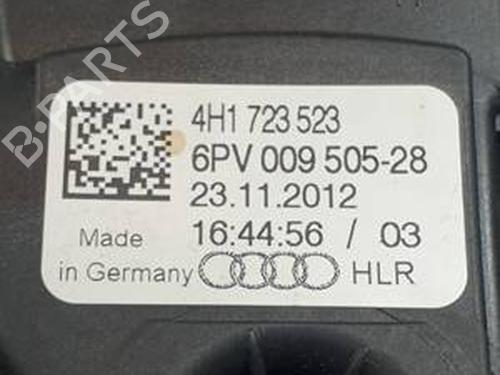 B-PARTS
4H1 723 523
6PV 009 505-28
23.11.2012
Made 16:44:56 / 03
in Germany HLR